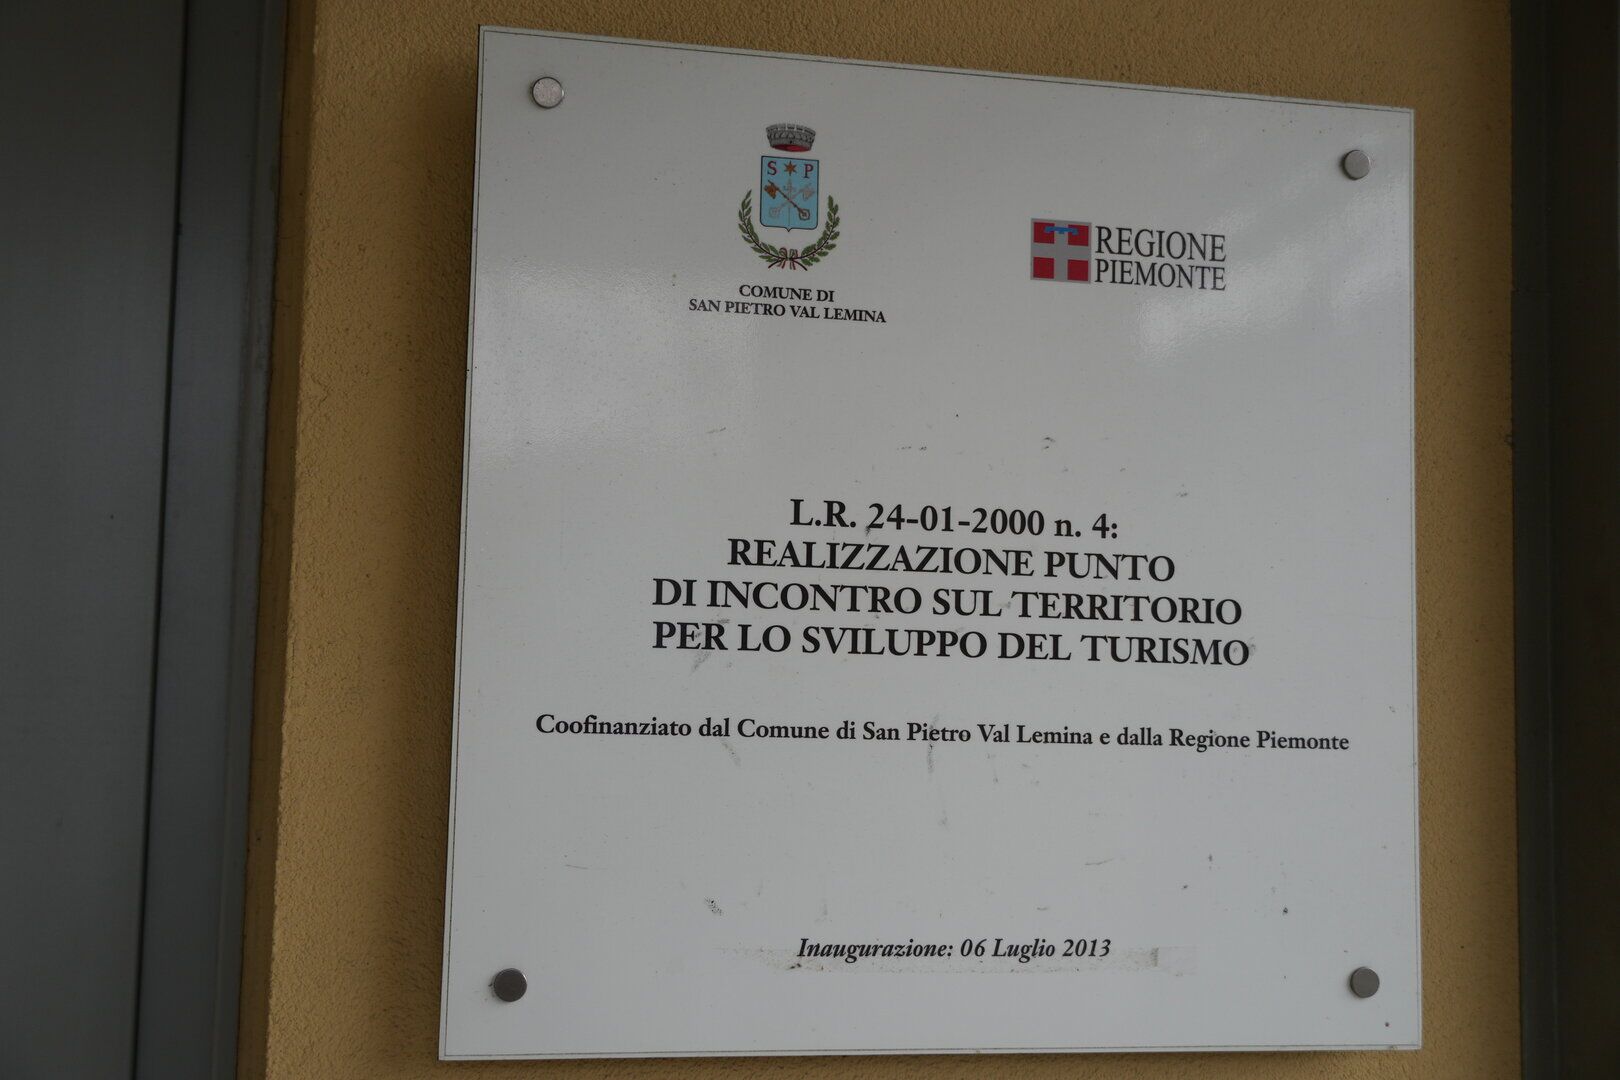 S P
COMUNE DI
SAN PIETRO VAL LEMINA
REGIONE
PIEMONTE
L.R. 24-01-2000 n. 4:
REALIZZAZIONE PUNTO
DI INCONTRO SUL TERRITORIO
PER LO SVILUPPO DEL TURISMO
Coofinanziato dal Comune di San Pietro Val Lemina e dalla Regione Piemonte
Inaugurazione: 06 Luglio 2013